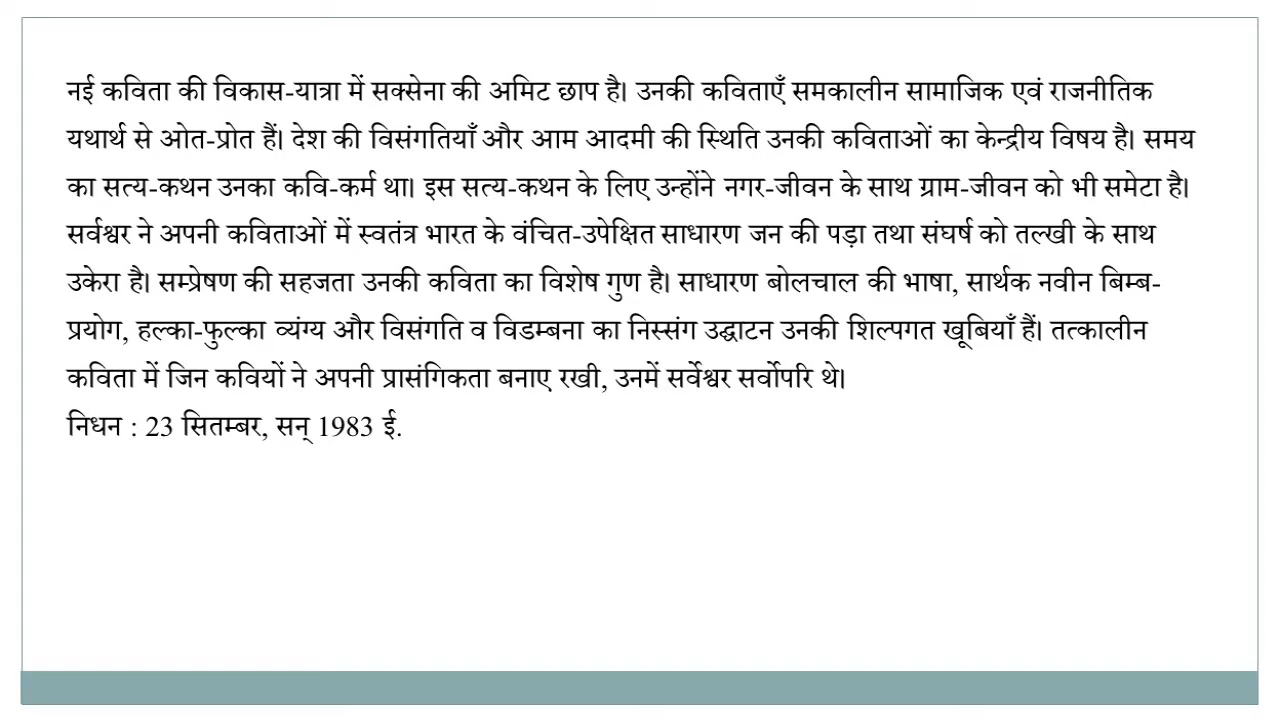 नई कविता की विकास-यात्रा में सक्सेना की अमिट छाप है। उनकी कविताएँ समकालीन सामाजिक एवं राजनीतिक
यथार्थ से ओत-प्रोत हैं। देश की विसंगतियाँ और आम आदमी की स्थिति उनकी कविताओं का केन्द्रीय विषय है। समय
का सत्य-कथन उनका कवि-कर्म था। इस सत्य-कथन के लिए उन्होंने नगर-जीवन के साथ ग्राम-जीवन को भी समेटा है।
सर्वश्वर ने अपनी कविताओं में स्वतंत्र भारत के वंचित-उपेक्षित साधारण जन की पड़ा तथा संघर्ष को तल्खी के साथ
उकेरा है। सम्प्रेषण की सहजता उनकी कविता का विशेष गुण है। साधारण बोलचाल की भाषा, सार्थक नवीन बिम्ब-
प्रयोग, हल्का-फुल्का व्यंग्य और विसंगति व विडम्बना का निस्संग उद्घाटन उनकी शिल्पगत खूबियाँ हैं। तत्कालीन
कविता में जिन कवियों ने अपनी प्रासंगिकता बनाए रखी, उनमें सर्वेश्वर सर्वोपरि थे।
निधन : 23 सितम्बर, सन् 1983 ई.